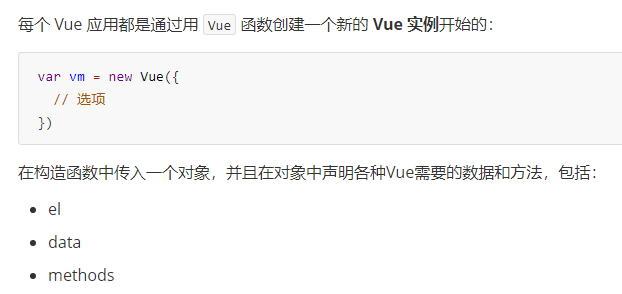 每个 Vue 应用都是通过用 Vue 函数创建一个新的 Vue 实例开始的：
var vm = new Vue({
// 选项
})
在构造函数中传入一个对象，并且在对象中声明各种Vue需要的数据和方法，包括：
• el
• data
• methods